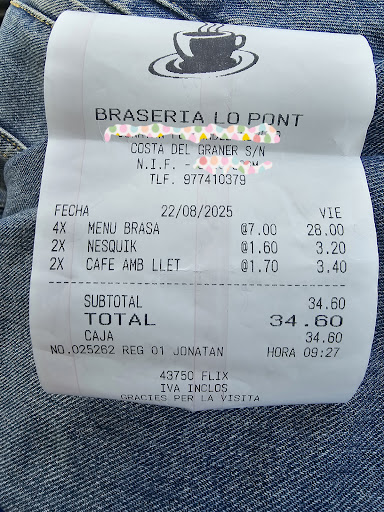 BRASERIA LO PONT
COSTA DEL GRANER S/N
N.I.F. -
TLF. 977410379
FECHA 22/08/2025 VIE
4X MENU BRASA @7.00 28.00
2X NESQUIK @1.60 3.20
2X CAFE AMB LLET @1.70 3.40
SUBTOTAL 34.60
TOTAL 34.60
CAJA 34.60
NO.025262 REG 01 JONATAN HORA 09:27
43750 FLIX
IVA INCLOS
GRACIES PER LA VISITA